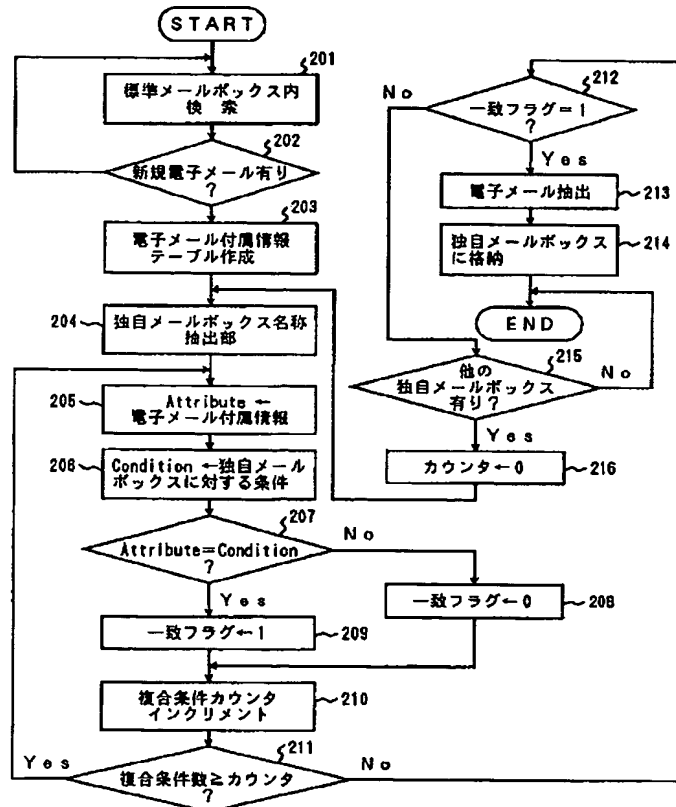 START
201
標準メールボックス内
検 索
202
新規電子メール有り
?
203
電子メール付属情報
テーブル作成
204
独自メールボックス名称
抽出部
205
Attribute ←
電子メール付属情報
206
Condition ←独自メール
ボックスに対する条件
207
Attribute=Condition
?
No
Yes
一致フラグ←0
208
一致フラグ←1
209
複合条件カウンタ
インクリメント
210
211
Yes
複合条件数≧カウンタ
?
No
212
No
一致フラグ=1
?
Yes
電子メール抽出
213
独自メールボックス
に格納
214
END
215
他の
独自メールボックス
有り?
No
Yes
カウンタ←0
216